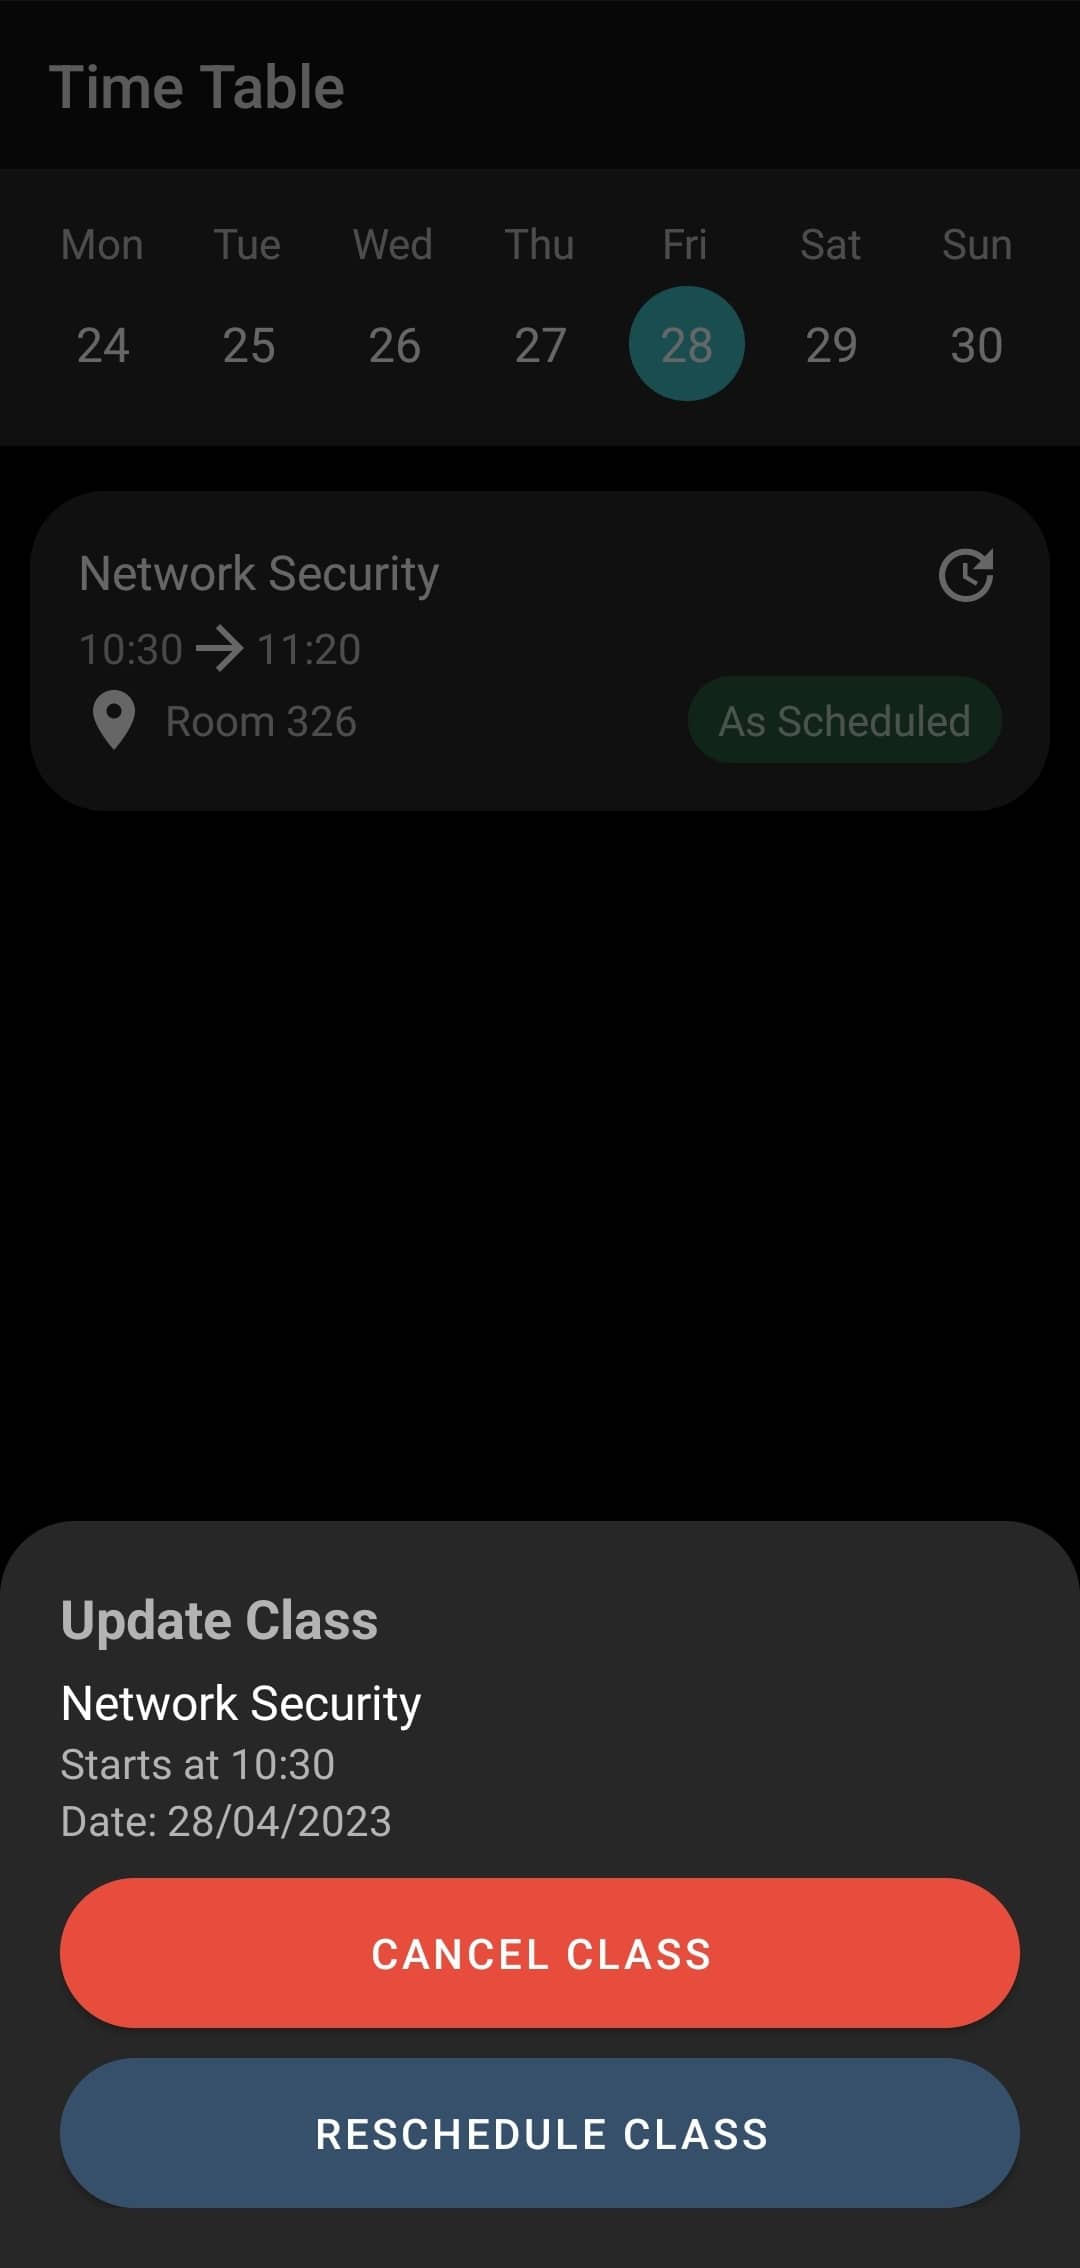 Time Table
Mon Tue Wed Thu Fri Sat Sun
24 25 26 27 28 29 30
Network Security
10:30 11:20
Room 326
As Scheduled
Update Class
Network Security
Starts at 10:30
Date: 28/04/2023
CANCEL CLASS
RESCHEDULE CLASS